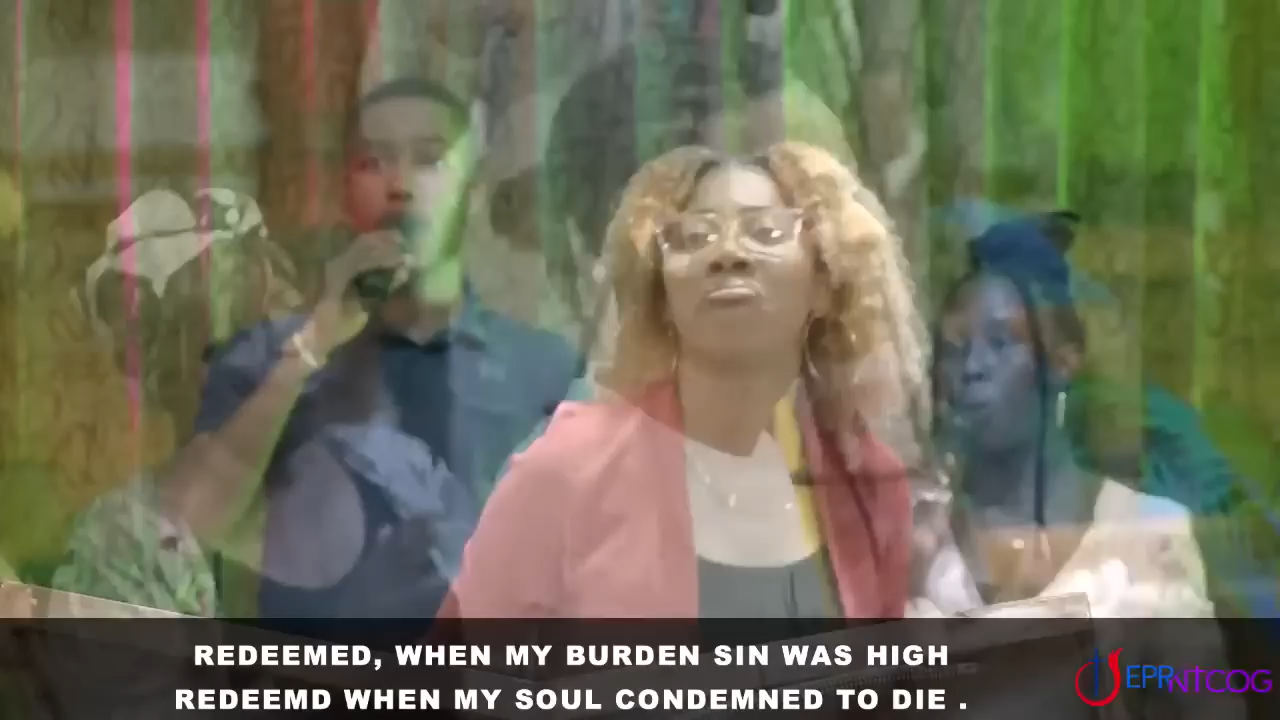 REDEEMED, WHEN MY BURDEN SIN WAS HIGH
REDEEMD WHEN MY SOUL CONDEMNED TO DIE .
EPRNTCOG